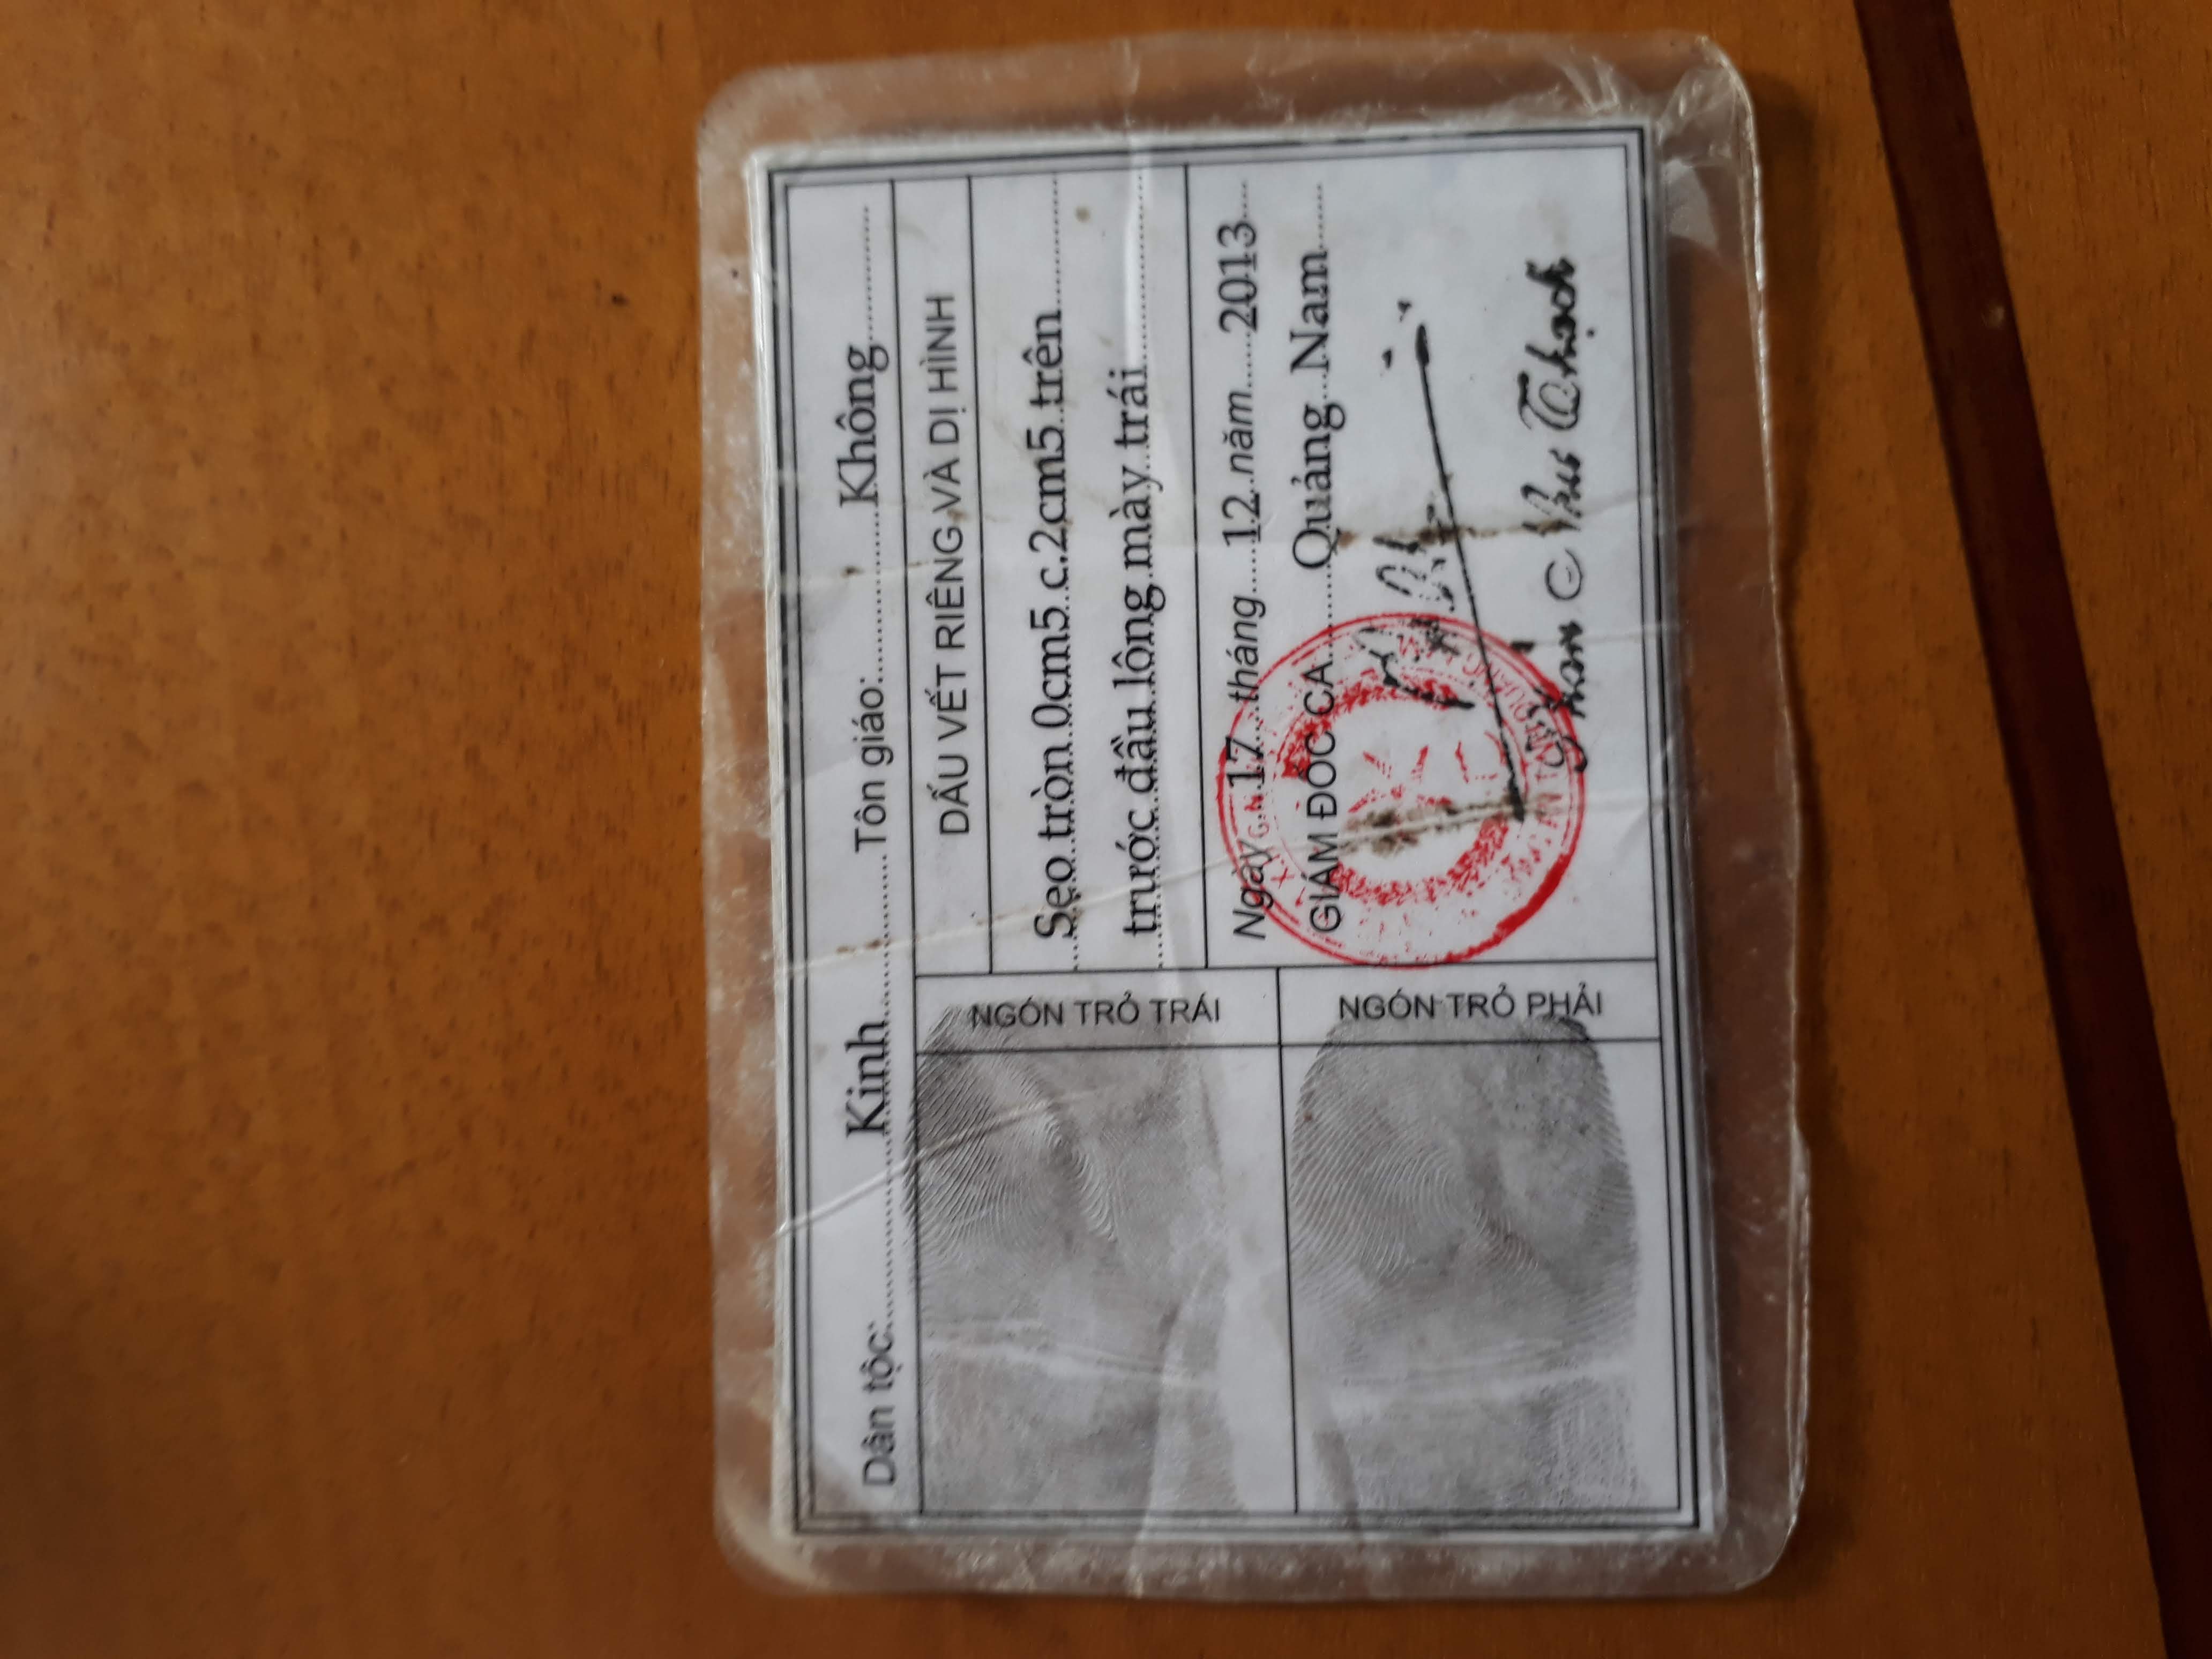 Dân tộc: Kinh Tôn giáo: Không
NGÓN TRỎ TRÁI
DẤU VẾT RIÊNG VÀ DỊ HÌNH
Sẹo tròn 0cm5 c.2cm5 trên
trước đầu lông mày trái
NGÓN TRỎ PHẢI
Ngày 17 tháng 12 năm 2013
GIÁM ĐỐC CA Quảng Nam
Phan Như Thạch